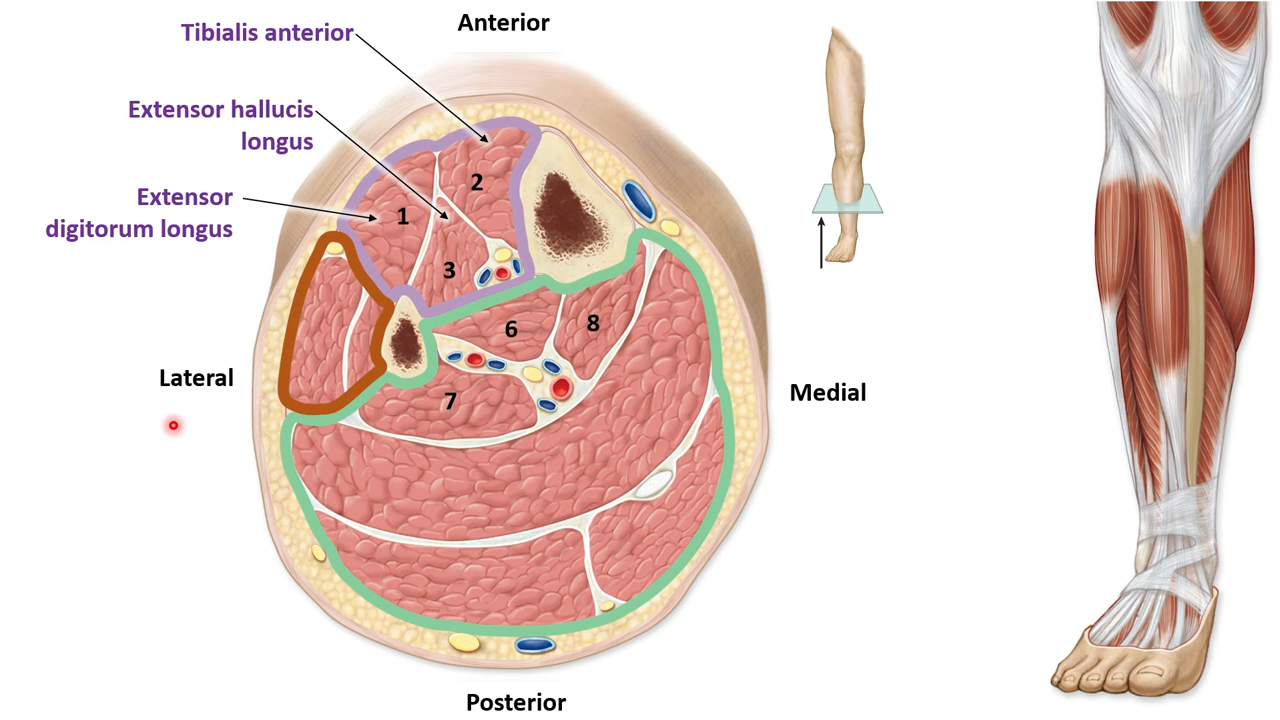 Anterior
Tibialis anterior
Extensor hallucis
longus
Extensor
digitorum longus
2
1
3
6
8
7
Lateral
Medial
Posterior